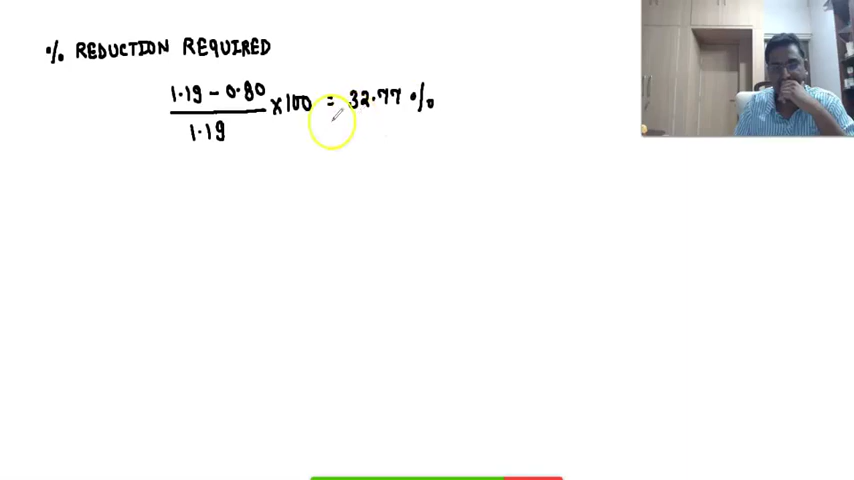 % REDUCTION REQUIRED
1.19 - 0.80
x100 = 32.77 %
1.19